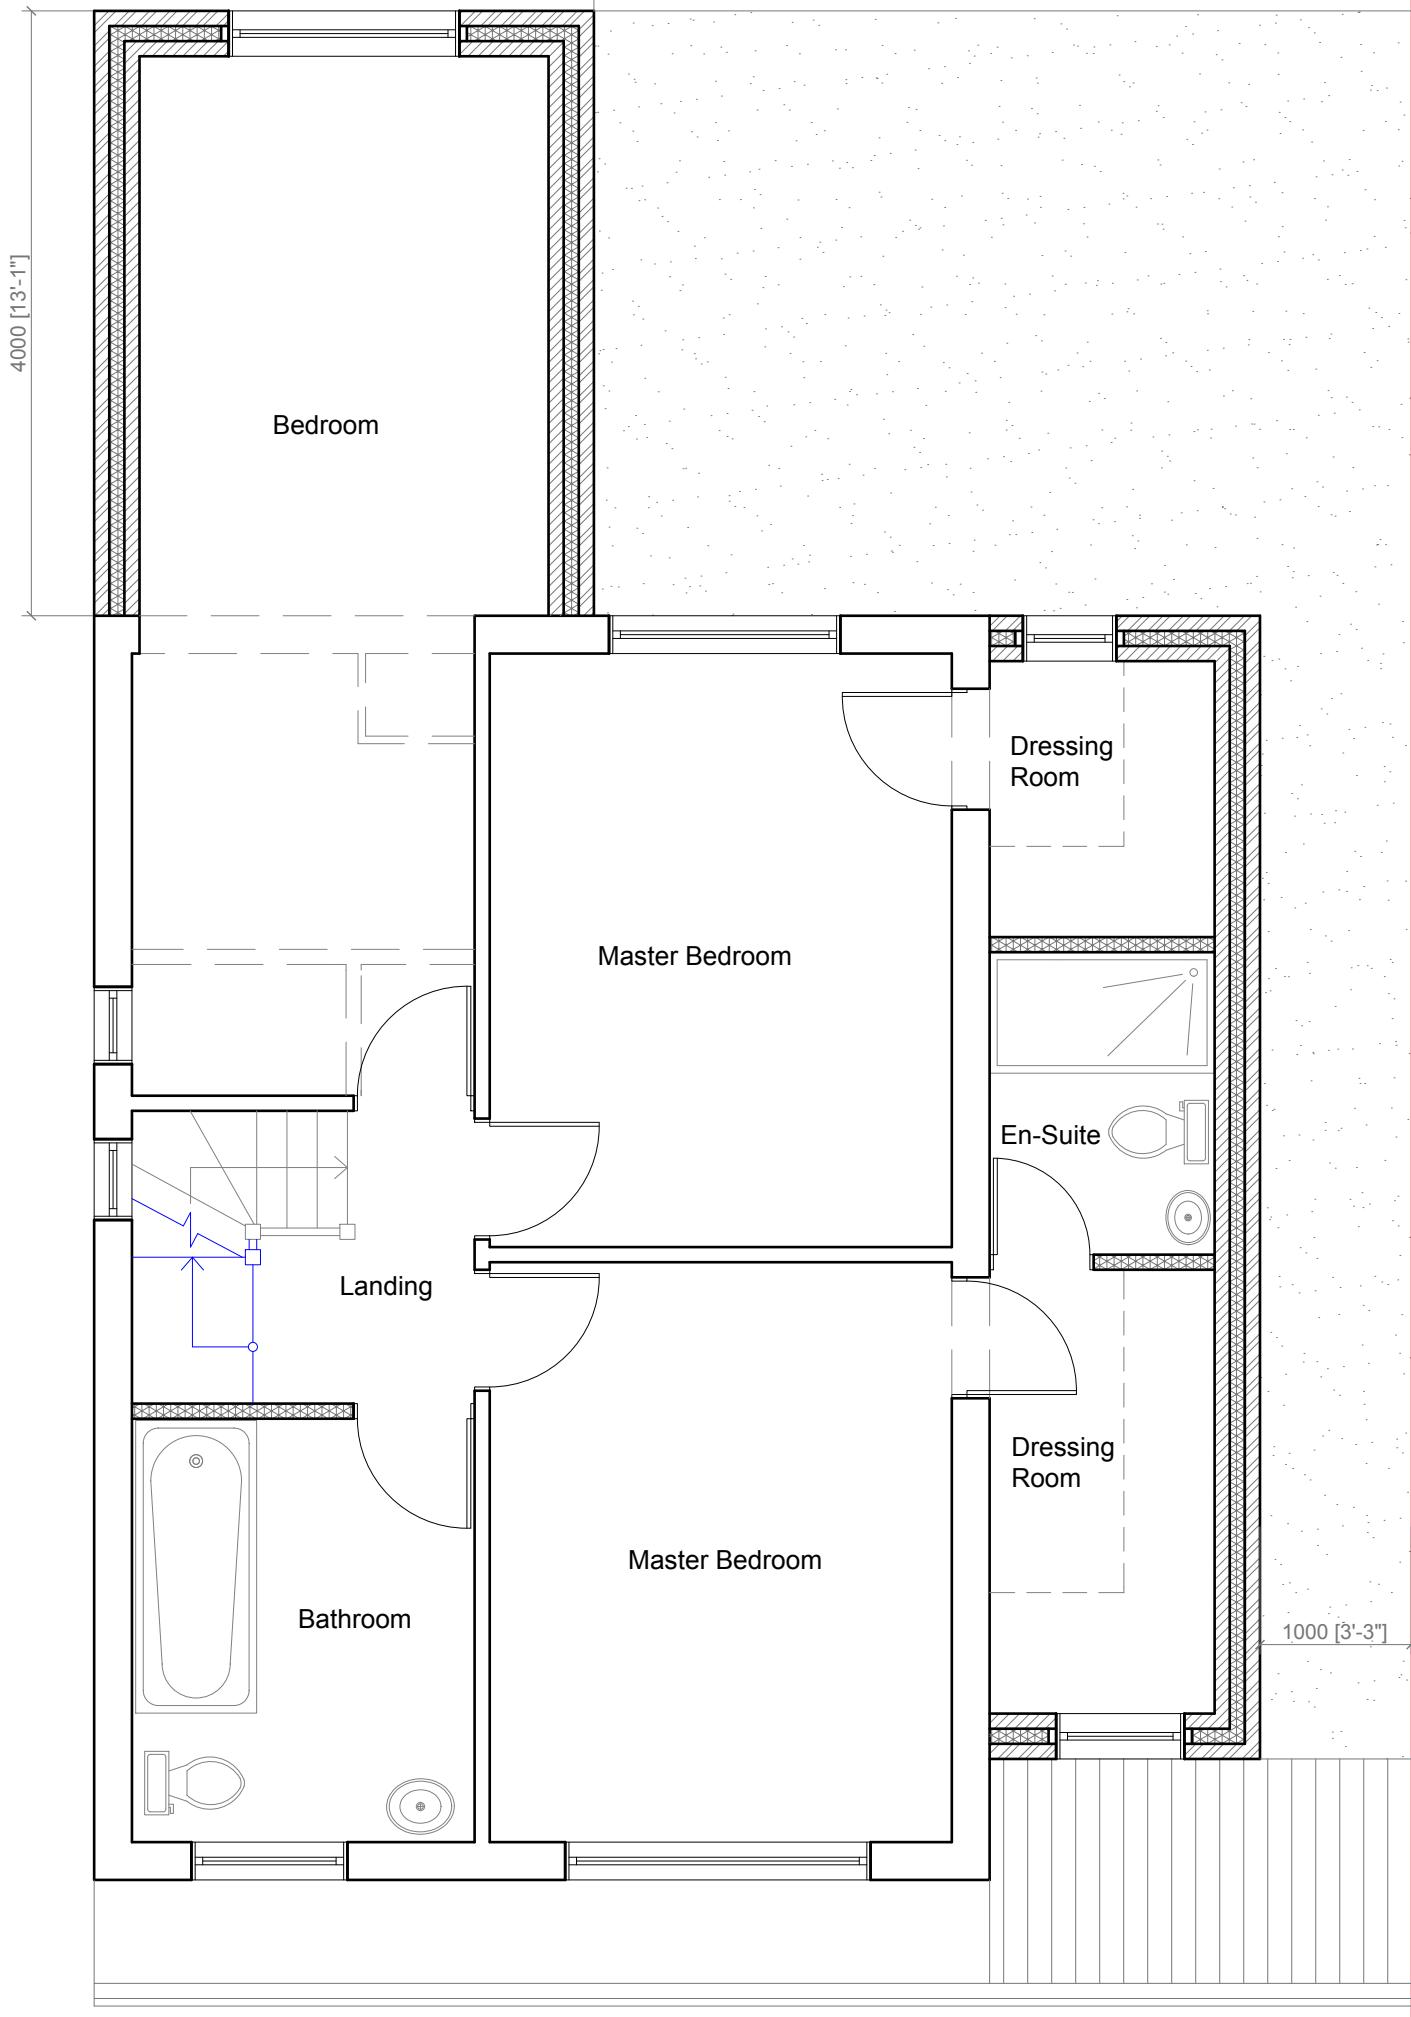 4000 [13'-1"]
Bedroom
Dressing
Room
Master Bedroom
En-Suite
Landing
Dressing
Room
Master Bedroom
Bathroom
1000 [3'-3"]